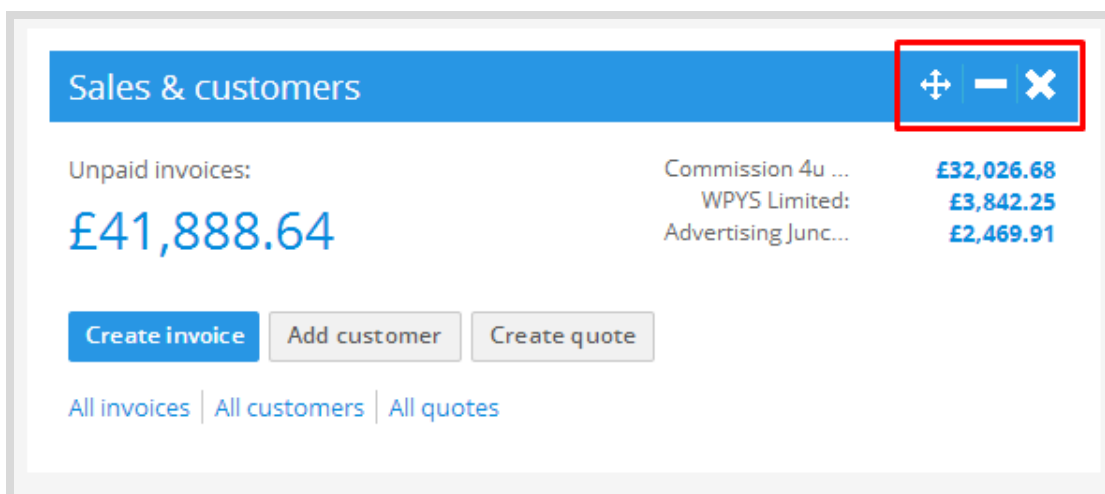 Sales & customers
Unpaid invoices:
£41,888.64
Commission 4u ... £32,026.68
WPYS Limited: £3,842.25
Advertising Junc... £2,469.91
Create invoice Add customer Create quote
All invoices All customers All quotes